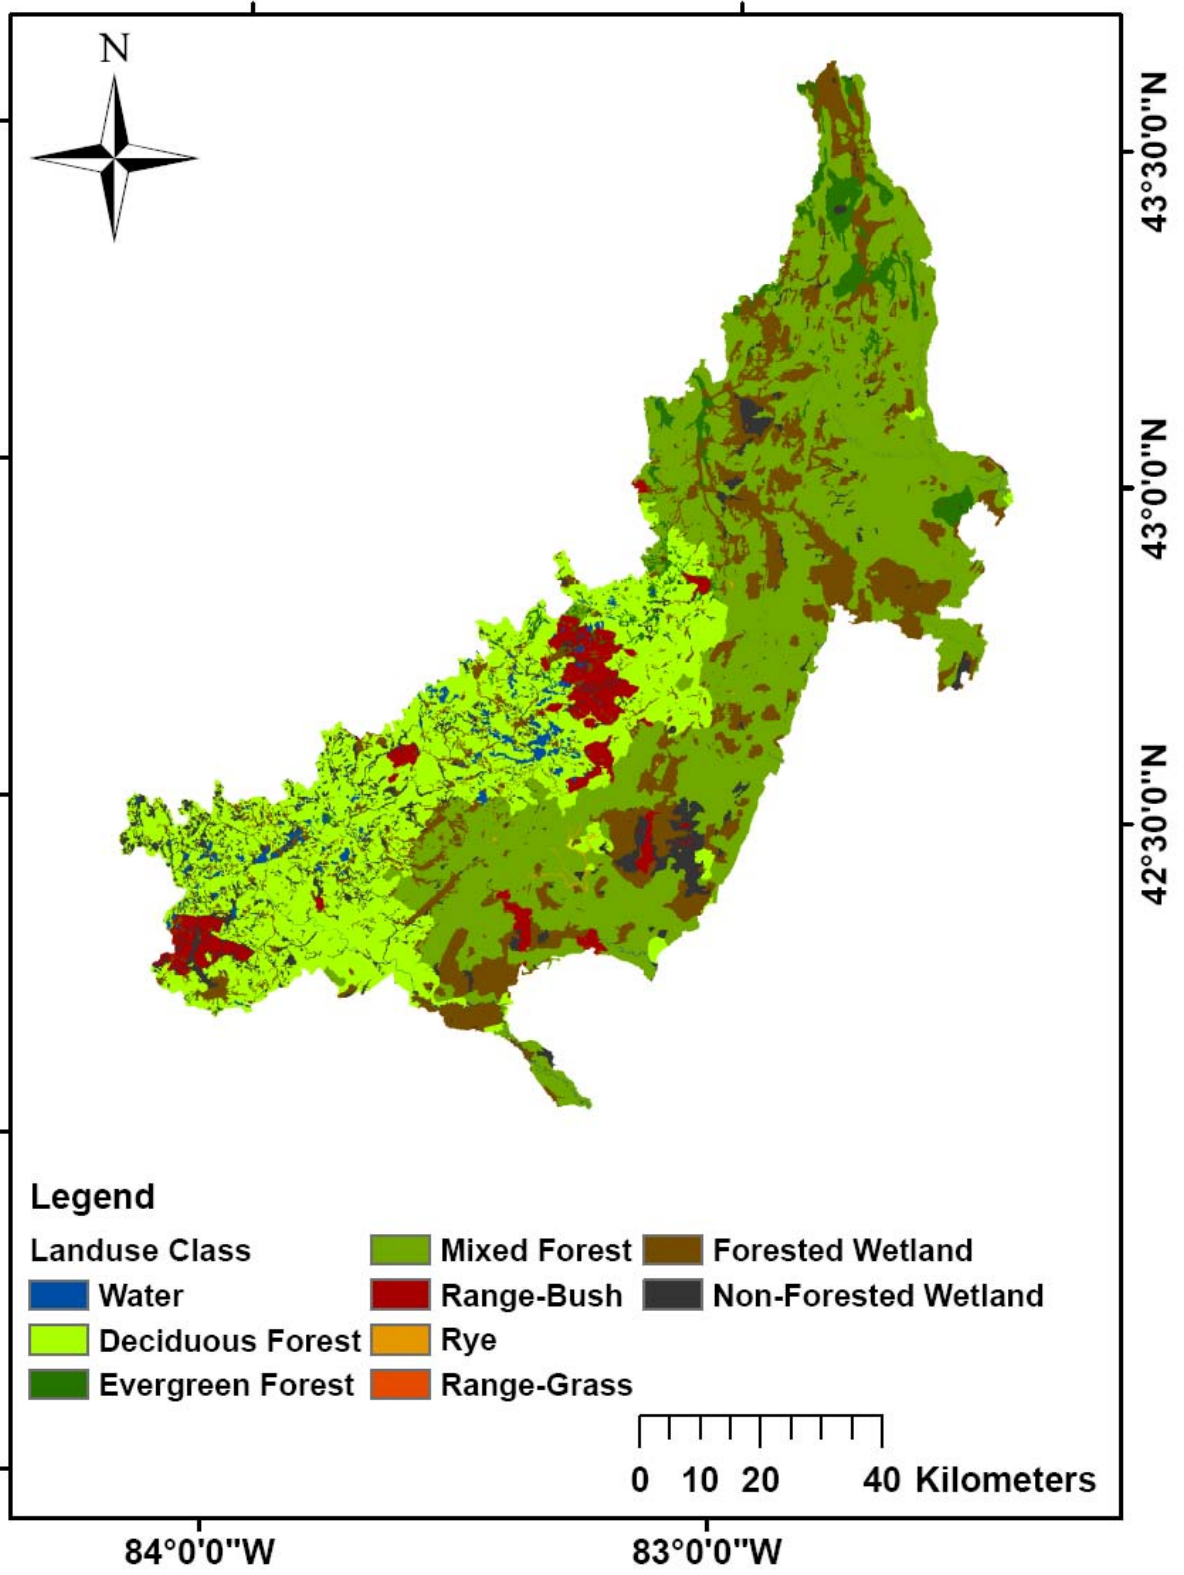 N
43°30'0"N
43°0'0"N
42°30'0"N
Legend
Landuse Class
Water
Deciduous Forest
Evergreen Forest
Mixed Forest
Range-Bush
Rye
Range-Grass
Forested Wetland
Non-Forested Wetland
0 10 20 40 Kilometers
84°0'0"W 83°0'0"W